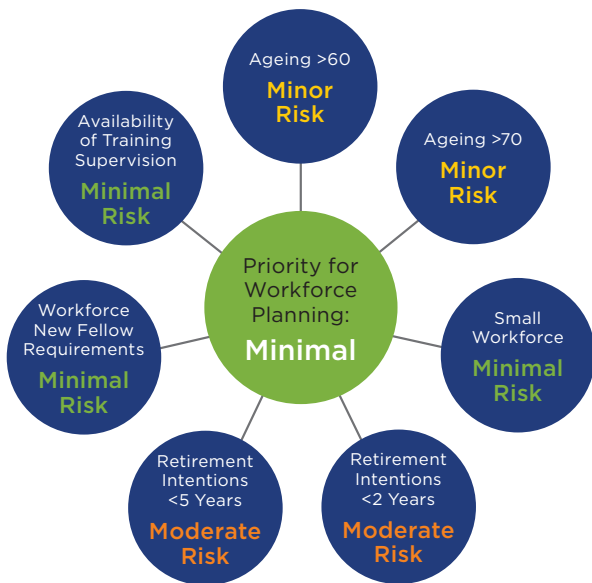 Ageing >60
Minor
Risk
Ageing >70
Minor
Risk
Small
Workforce
Minimal
Risk
Retirement
Intentions
<2 Years
Moderate
Risk
Retirement
Intentions
<5 Years
Moderate
Risk
Workforce
New Fellow
Requirements
Minimal
Risk
Availability
of Training
Supervision
Minimal
Risk
Priority for
Workforce
Planning:
Minimal